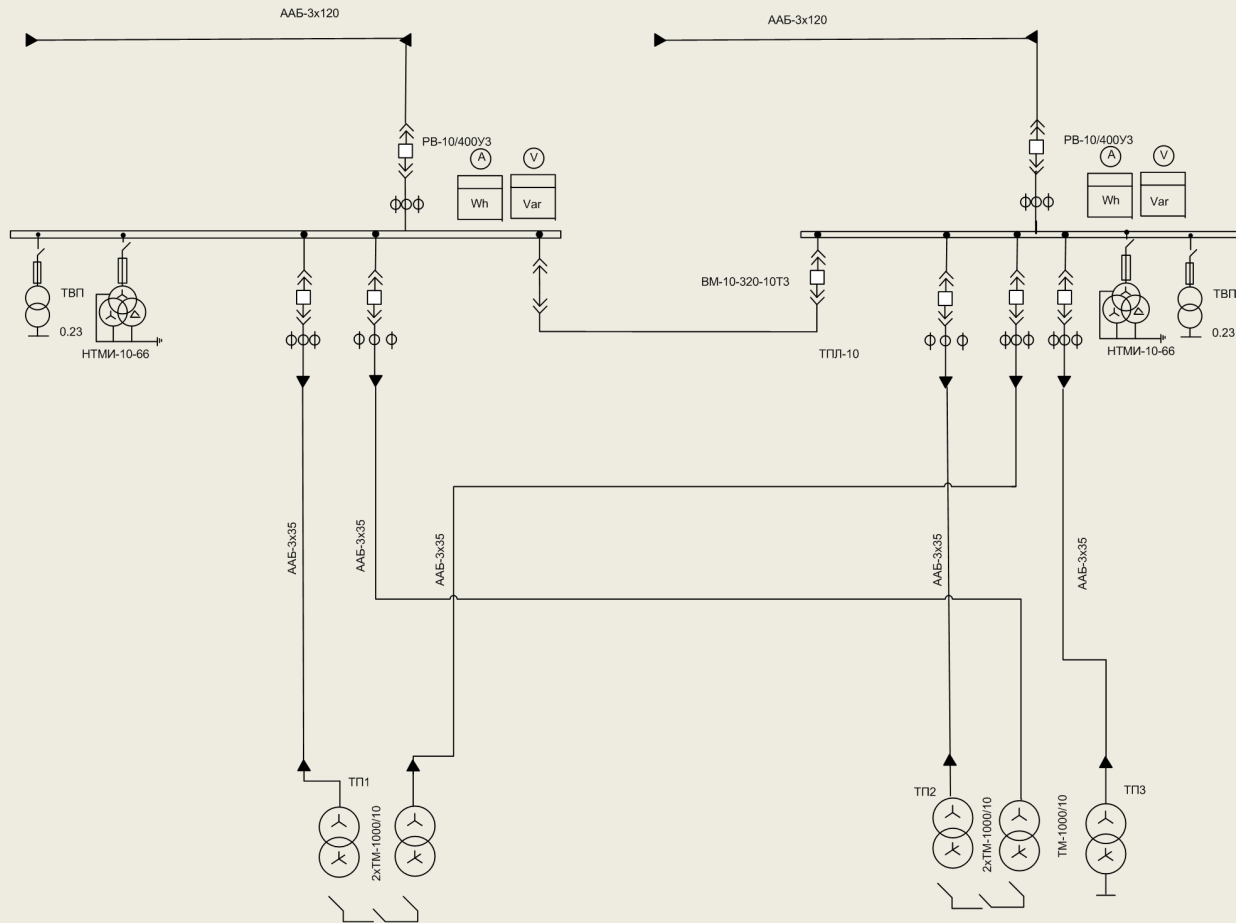 ААБ-3х120
ААБ-3х120
РВ-10/400У3
РВ-10/400У3
A
V
A
V
Wh
Var
Wh
Var
ТВП
0.23
НТМИ-10-66
ВМ-10-320-10Т3
ТПЛ-10
НТМИ-10-66
ТВП
0.23
ААБ-3х35
ААБ-3х35
ААБ-3х35
ААБ-3х35
ААБ-3х35
ТП1
2хТМ-1000/10
ТП2
2хТМ-1000/10
ТМ-1000/10
ТП3